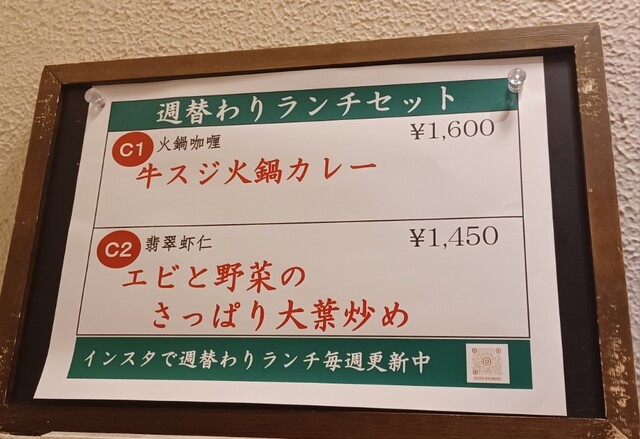 週替わりランチセット
C1 火鍋咖喱 ¥1,600
牛スジ火鍋カレー
C2 翡翠虾仁 ¥1,450
エビと野菜の
さっぱり大葉炒め
インスタで週替わりランチ毎週更新中